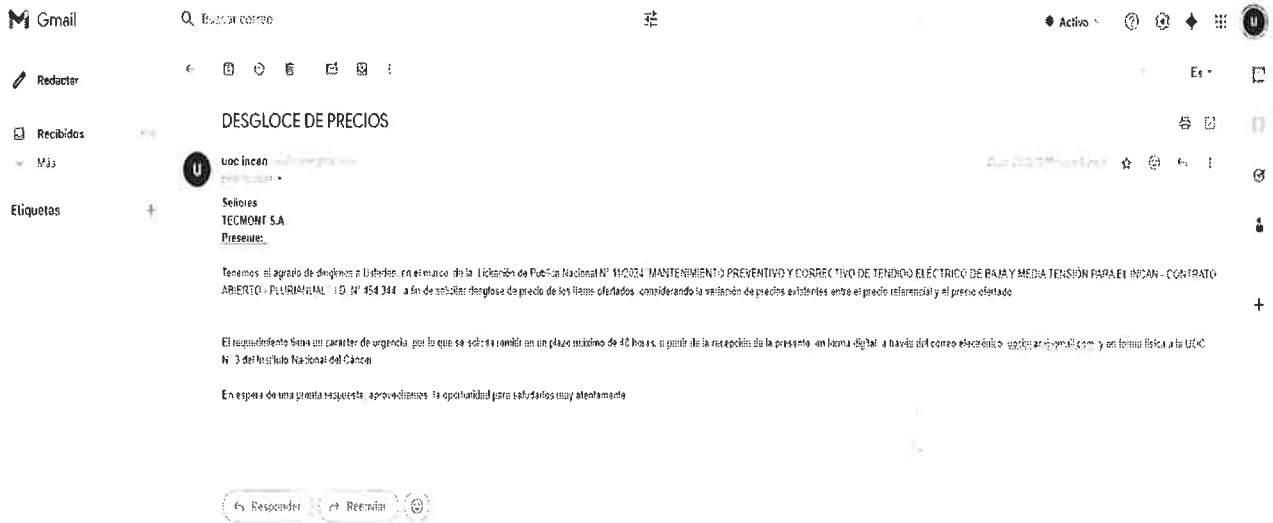 Gmail
Buscar correo
Activo
Redactar
Es
DESGLOCE DE PRECIOS
Recibidos
Más
uoc incan
Etiquetas
Señores
TECMONT S.A
Presente:
Tenemos el agrado de dirigirnos a Ustedes, en el marco de la Licitación de Publica Nacional N° 11/2024 "MANTENIMIENTO PREVENTIVO Y CORRECTIVO DE TENDIDO ELÉCTRICO DE BAJA Y MEDIA TENSIÓN PARA EL INCAN - CONTRATO
ABIERTO - PLURIANUAL" I.D. N° 454.344 a fin de solicitar desglose de precio de los ítems ofertados, considerando la variación de precios existentes entre el precio referencial y el precio ofertado
El requerimiento tiene un carácter de urgencia, por lo que se solicita remitir en un plazo máximo de 48 horas, a partir de la recepción de la presente, en forma digital a través del correo electrónico y en forma física a la UOC
N° 3 del Instituto Nacional del Cáncer
En espera de una pronta respuesta, aprovechamos la oportunidad para saludarlos muy atentamente
Responder
Reenviar